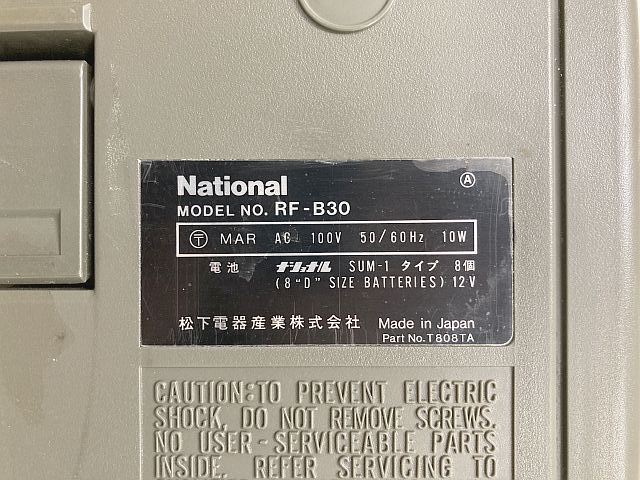 National Ⓐ
MODEL NO. RF-B30
〒 MAR AC 100V 50/60Hz 10W
電池 ナショナル SUM-1 タイプ 8個
(8 "D" SIZE BATTERIES) 12V
松下電器産業株式会社 Made in Japan
Part No. T808TA
CAUTION: TO PREVENT ELECTRIC
SHOCK, DO NOT REMOVE SCREWS.
NO USER-SERVICEABLE PARTS
INSIDE. REFER SERVICING TO